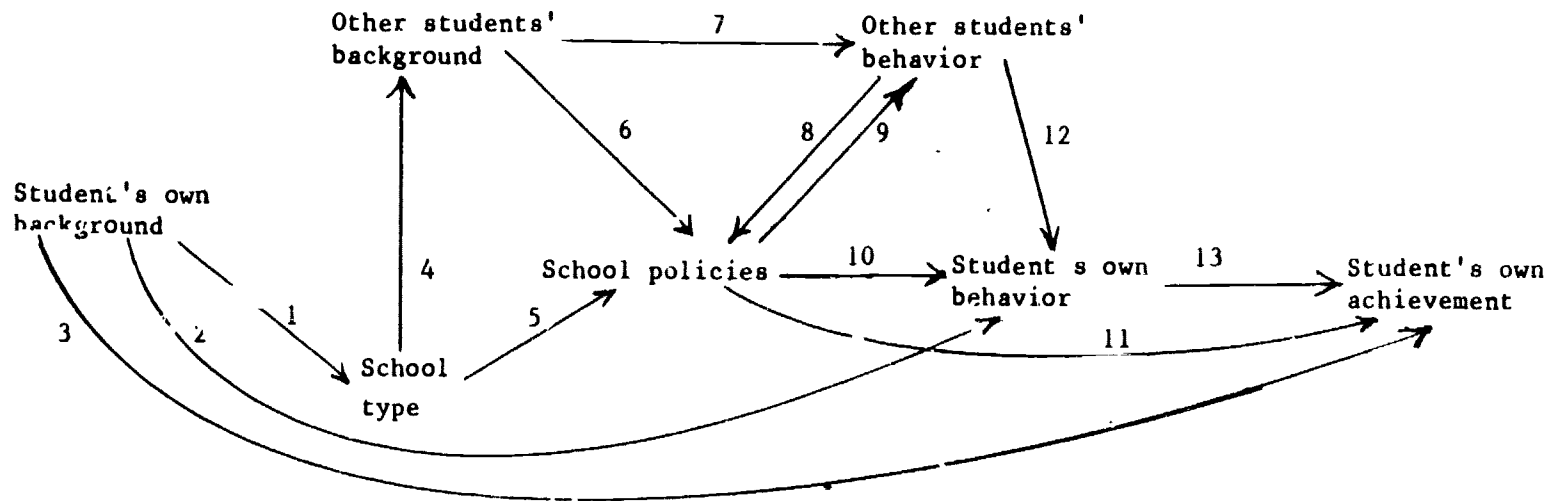 Other students'
background
7
Other students'
behavior
6
8
9
12
Student's own
background
4
School policies
10
Student s own
behavior
13
Student's own
achievement
1
5
3
2
11
School
type